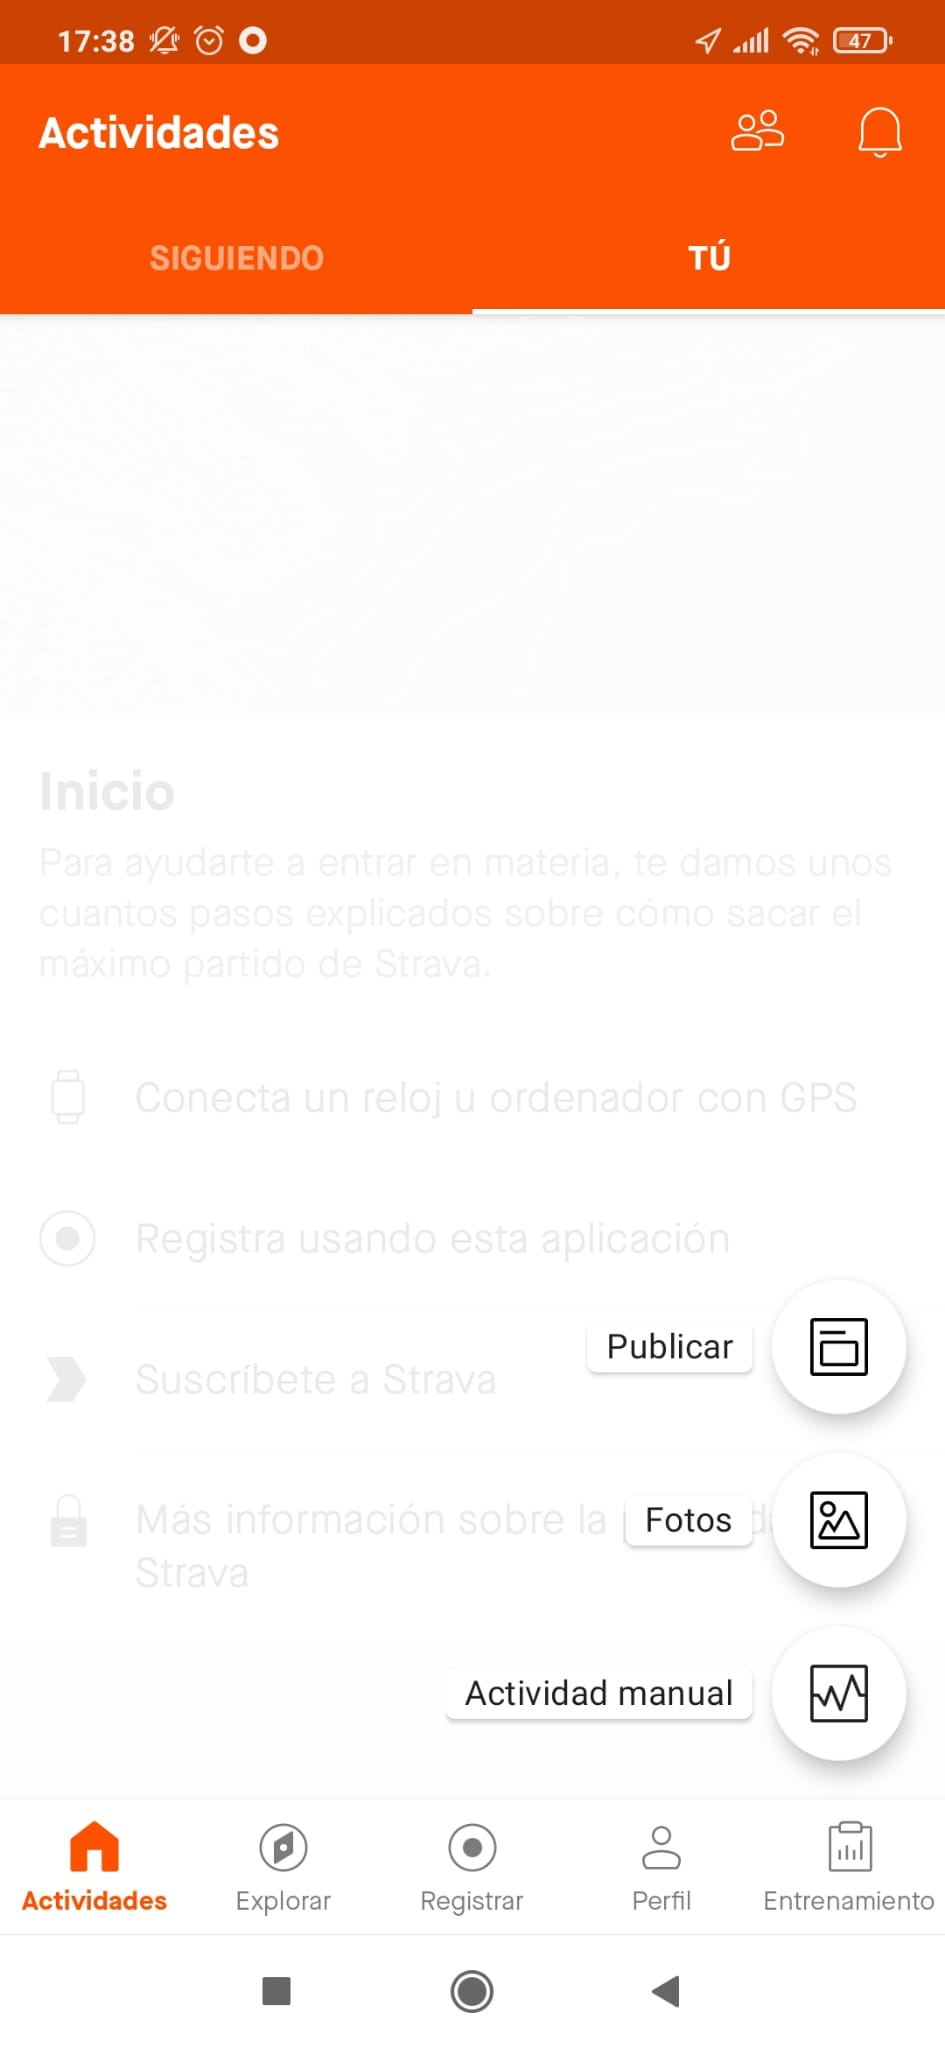 17:38
47
Actividades
SIGUIENDO
TÚ
Inicio
Para ayudarte a entrar en materia, te damos unos
cuantos pasos explicados sobre cómo sacar el
máximo partido de Strava.
Conecta un reloj u ordenador con GPS
Registra usando esta aplicación
Publicar
Suscríbete a Strava
Más información sobre la
Fotos
Strava
Actividad manual
Actividades
Explorar
Registrar
Perfil
Entrenamiento